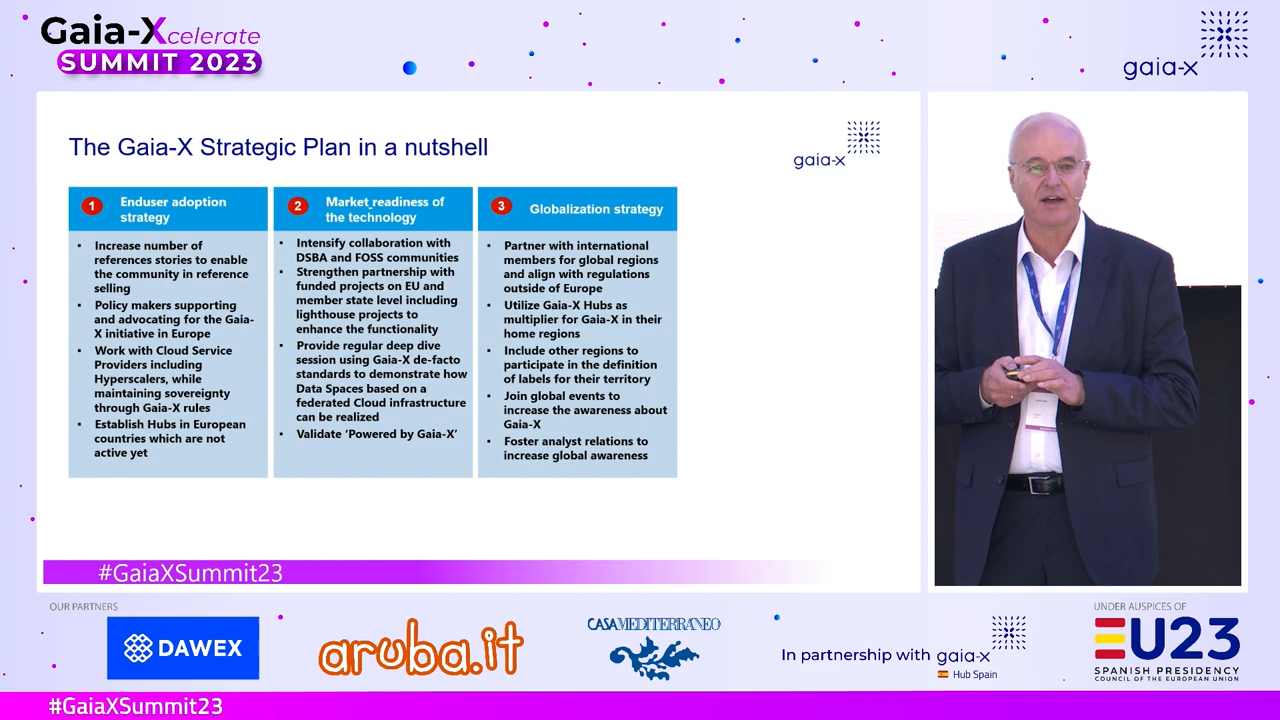 Gaia-Xcelerate
SUMMIT 2023
gaia-x
The Gaia-X Strategic Plan in a nutshell
gaia-x
1
Enduser adoption
strategy
Increase number of
references stories to enable
the community in reference
selling
Policy makers supporting
and advocating for the Gaia-
X initiative in Europe
Work with Cloud Service
Providers including
Hyperscalers, while
maintaining sovereignty
through Gaia-X rules
Establish Hubs in European
countries which are not
active yet
2
Market readiness of
the technology
Intensify collaboration with
DSBA and FOSS communities
Strengthen partnership with
funded projects on EU and
member state level including
lighthouse projects to
enhance the functionality
Provide regular deep dive
session using Gaia-X de-facto
standards to demonstrate how
Data Spaces based on a
federated Cloud infrastructure
can be realized
Validate ‘Powered by Gaia-X’
3
Globalization strategy
Partner with international
members for global regions
and align with regulations
outside of Europe
Utilize Gaia-X Hubs as
multiplier for Gaia-X in their
home regions
Include other regions to
participate in the definition
of labels for their territory
Join global events to
increase the awareness about
Gaia-X
Foster analyst relations to
increase global awareness
#GaiaXSummit23
OUR PARTNERS
DAWEX
aruba.it
CASAMEDITERRANEO
In partnership with gaia-x
Hub Spain
UNDER AUSPICES OF
EU23
SPANISH PRESIDENCY
COUNCIL OF THE EUROPEAN UNION
#GaiaXSummit23